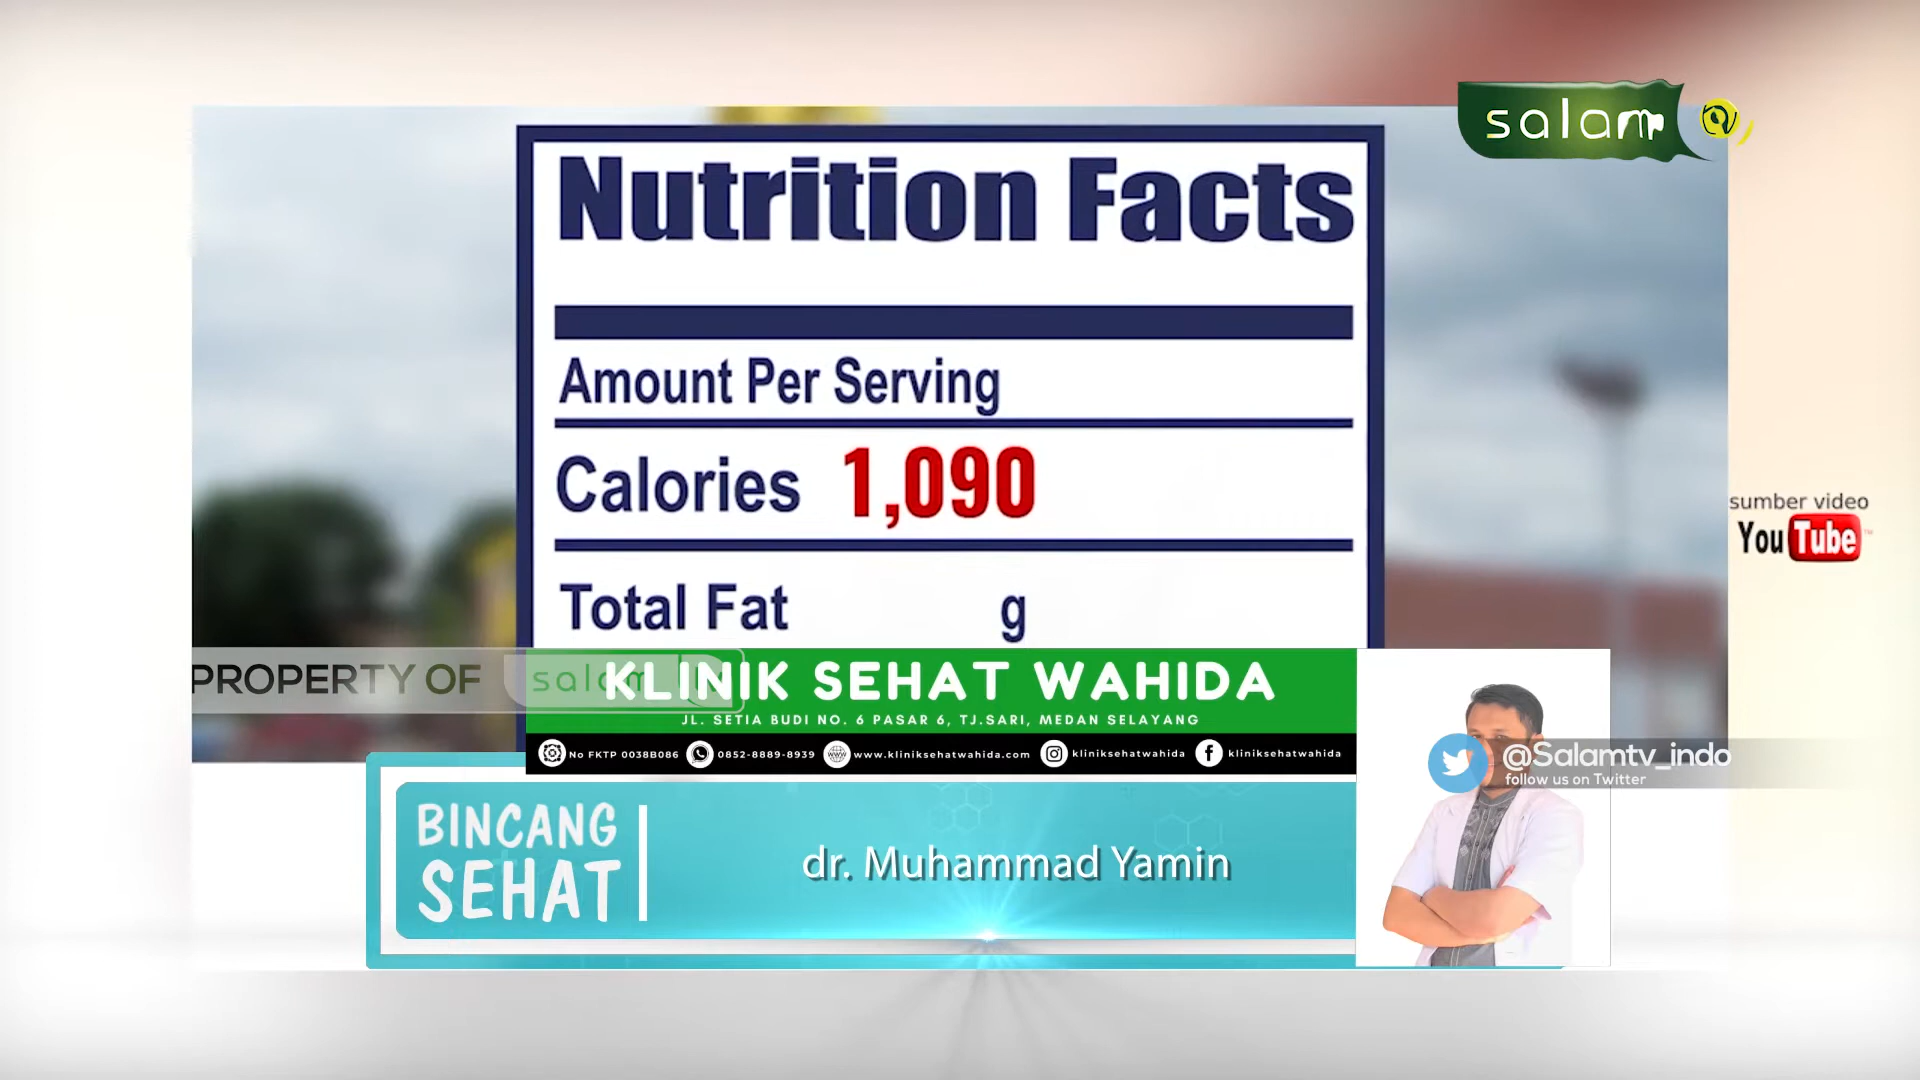 salam
Nutrition Facts
Amount Per Serving
Calories 1,090
Total Fat g
sumber video
YouTube
PROPERTY OF salam tv
KLINIK SEHAT WAHIDA
JL. SETIA BUDI NO. 6 PASAR 6, TJ.SARI, MEDAN SELAYANG
No FKTP 0038B086 0852-8889-8939 www.kliniksehatwahida.com kliniksehatwahida kliniksehatwahida
@Salamtv_indo
follow us on Twitter
BINCANG
SEHAT
dr. Muhammad Yamin